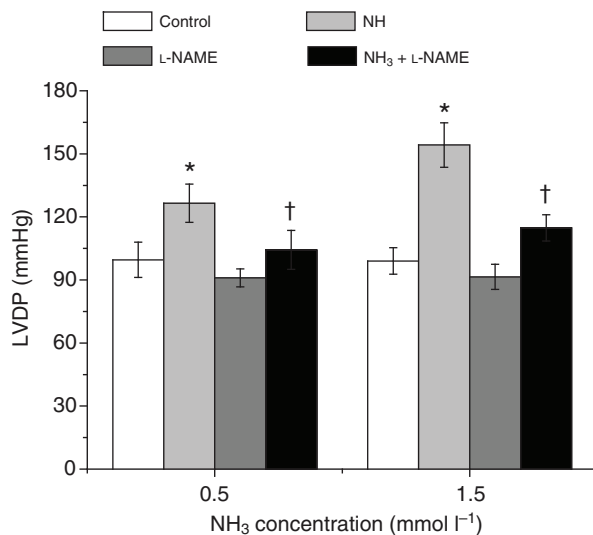 Control NH
L-NAME NH₃ + L-NAME
180
150
120
90
60
30
0
* † * †
LVDP (mmHg)
0.5 1.5
NH₃ concentration (mmol l⁻¹)